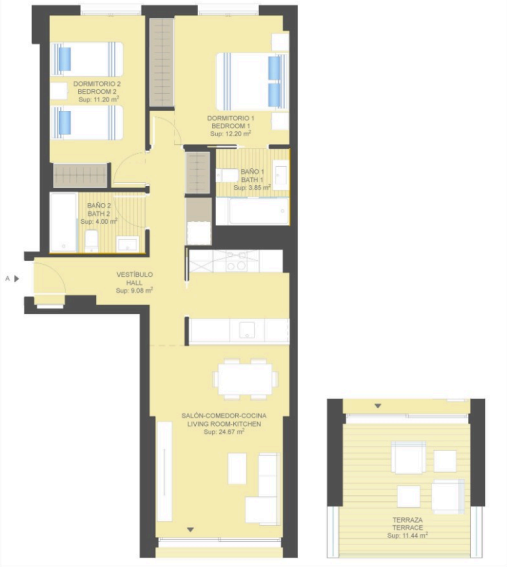 DORMITORIO 2
BEDROOM 2
Sup: 11.20 m²
DORMITORIO 1
BEDROOM 1
Sup: 12.20 m²
BAÑO 1
BATH 1
Sup: 3.85 m²
BAÑO 2
BATH 2
Sup: 4.00 m²
A
VESTÍBULO
HALL
Sup: 9.06 m²
SALÓN-COMEDOR-COCINA
LIVING ROOM-KITCHEN
Sup: 24.67 m²
TERRAZA
TERRACE
Sup: 11.44 m²